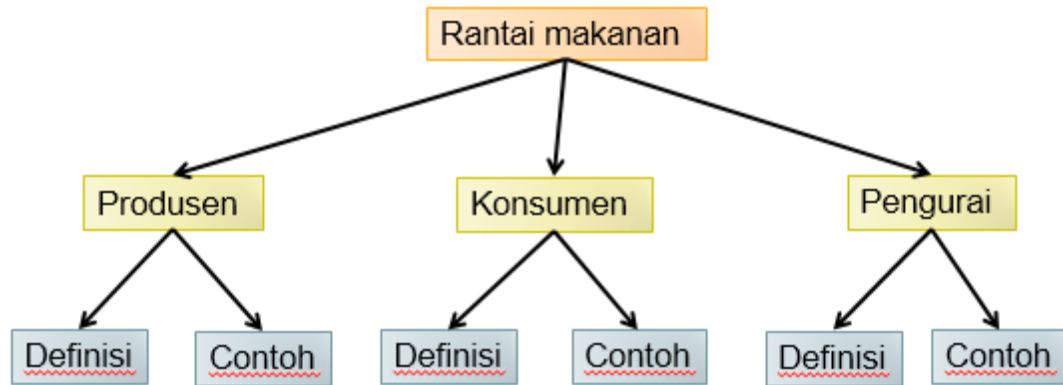 Rantai makanan
Produsen
Konsumen
Pengurai
Definisi
Contoh
Definisi
Contoh
Definisi
Contoh